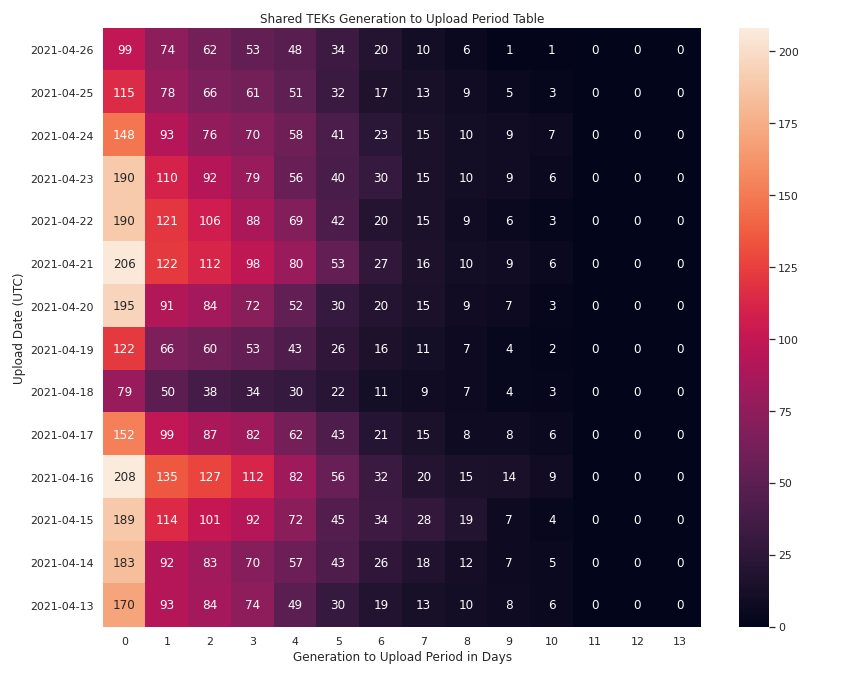 Shared TEKs Generation to Upload Period Table
Upload Date (UTC)
2021-04-26 99 74 62 53 48 34 20 10 6 1 1 0 0 0
2021-04-25 115 78 66 61 51 32 17 13 9 5 3 0 0 0
2021-04-24 148 93 76 70 58 41 23 15 10 9 7 0 0 0
2021-04-23 190 110 92 79 56 40 30 15 10 9 6 0 0 0
2021-04-22 190 121 106 88 69 42 20 15 9 6 3 0 0 0
2021-04-21 206 122 112 98 80 53 27 16 10 9 6 0 0 0
2021-04-20 195 91 84 72 52 30 20 15 9 7 3 0 0 0
2021-04-19 122 66 60 53 43 26 16 11 7 4 2 0 0 0
2021-04-18 79 50 38 34 30 22 11 9 7 4 3 0 0 0
2021-04-17 152 99 87 82 62 43 21 15 8 8 6 0 0 0
2021-04-16 208 135 127 112 82 56 32 20 15 14 9 0 0 0
2021-04-15 189 114 101 92 72 45 34 28 19 7 4 0 0 0
2021-04-14 183 92 83 70 57 43 26 18 12 7 5 0 0 0
2021-04-13 170 93 84 74 49 30 19 13 10 8 6 0 0 0
0 1 2 3 4 5 6 7 8 9 10 11 12 13
Generation to Upload Period in Days
200
175
150
125
100
75
50
25
0